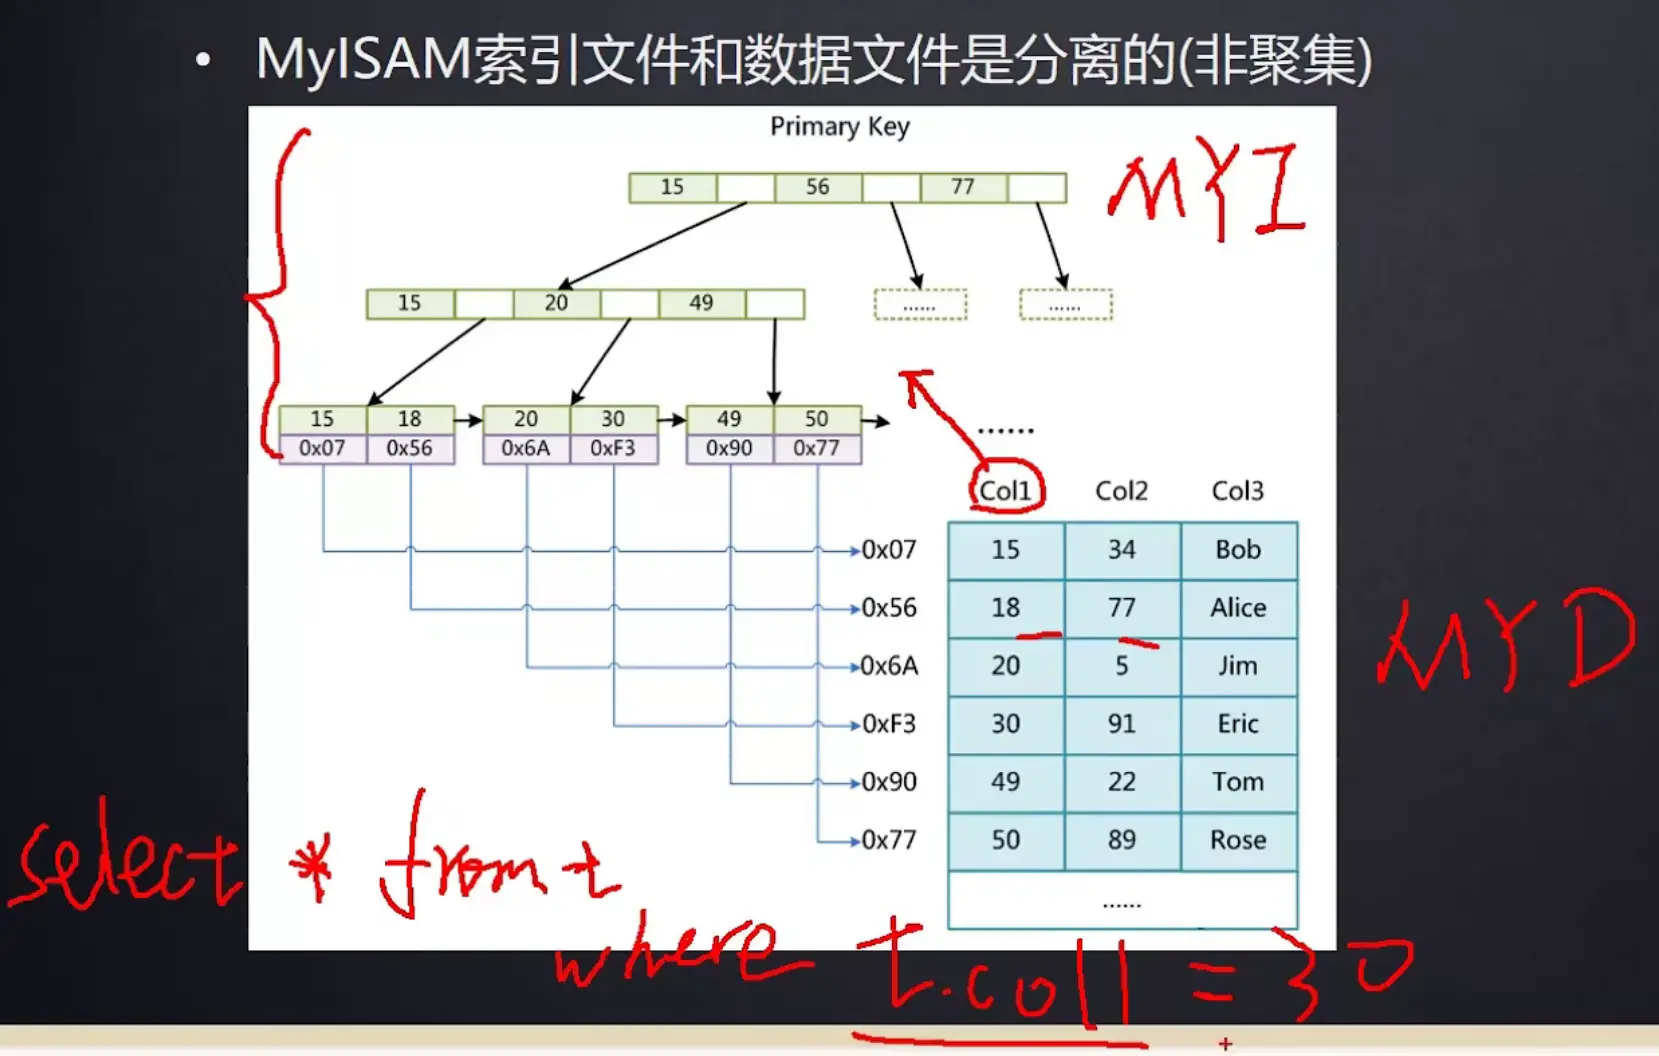 • MyISAM索引文件和数据文件是分离的(非聚集)
Primary Key
MYI
15 56 77
15 20 49
...... ......
15 18 20 30 49 50
0x07 0x56 0x6A 0xF3 0x90 0x77
......
Col1 Col2 Col3
0x07 15 34 Bob
0x56 18 77 Alice
MYD
0x6A 20 5 Jim
0xF3 30 91 Eric
0x90 49 22 Tom
0x77 50 89 Rose
......
select * from t
where t.col1 = 30